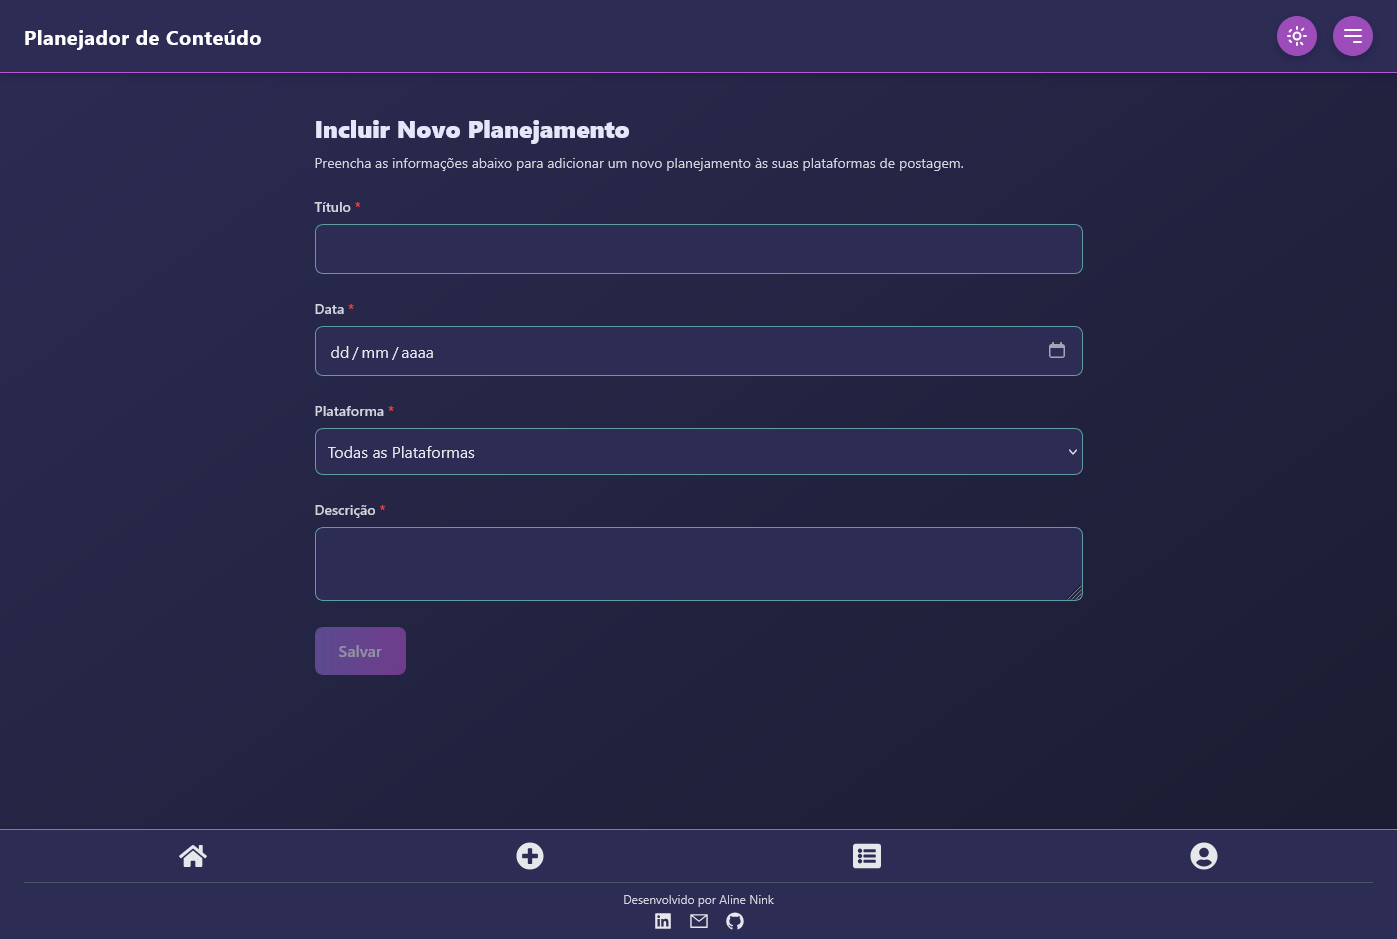 Planejador de Conteúdo
Incluir Novo Planejamento
Preencha as informações abaixo para adicionar um novo planejamento às suas plataformas de postagem.
Título *
Data *
dd/mm/aaaa
Plataforma *
Todas as Plataformas
Descrição *
Salvar
Desenvolvido por Aline Nink